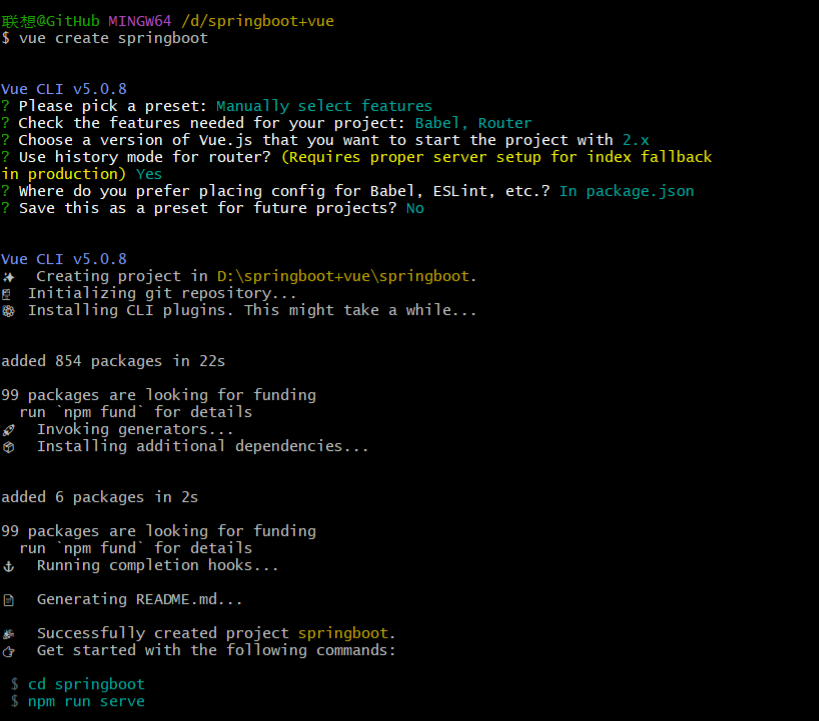 联想@GitHub MINGW64 /d/springboot+vue
$ vue create springboot
Vue CLI v5.0.8
? Please pick a preset: Manually select features
? Check the features needed for your project: Babel, Router
? Choose a version of Vue.js that you want to start the project with 2.x
? Use history mode for router? (Requires proper server setup for index fallback
in production) Yes
? Where do you prefer placing config for Babel, ESLint, etc.? In package.json
? Save this as a preset for future projects? No
Vue CLI v5.0.8
✨ Creating project in D:\springboot+vue\springboot.
🗃 Initializing git repository...
⚙ Installing CLI plugins. This might take a while...
added 854 packages in 22s
99 packages are looking for funding
run `npm fund` for details
🚀 Invoking generators...
📦 Installing additional dependencies...
added 6 packages in 2s
99 packages are looking for funding
run `npm fund` for details
⚓ Running completion hooks...
📄 Generating README.md...
🎉 Successfully created project springboot.
👉 Get started with the following commands:
$ cd springboot
$ npm run serve